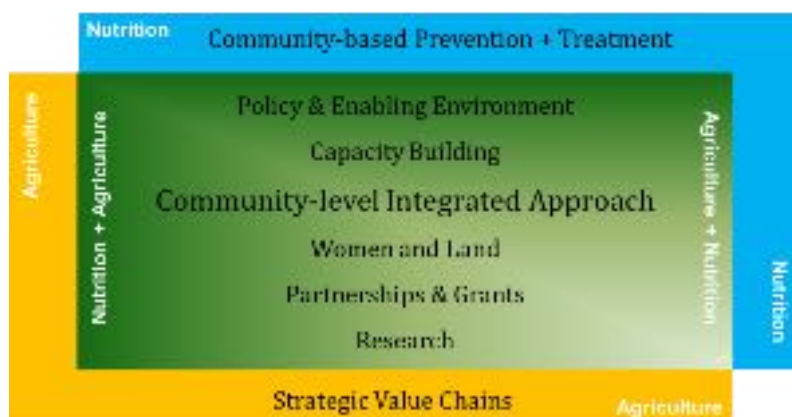 Nutrition
Community-based Prevention + Treatment
Agriculture
Nutrition + Agriculture
Policy & Enabling Environment
Capacity Building
Community-level Integrated Approach
Women and Land
Partnerships & Grants
Research
Agriculture + Nutrition
Nutrition
Strategic Value Chains
Agriculture